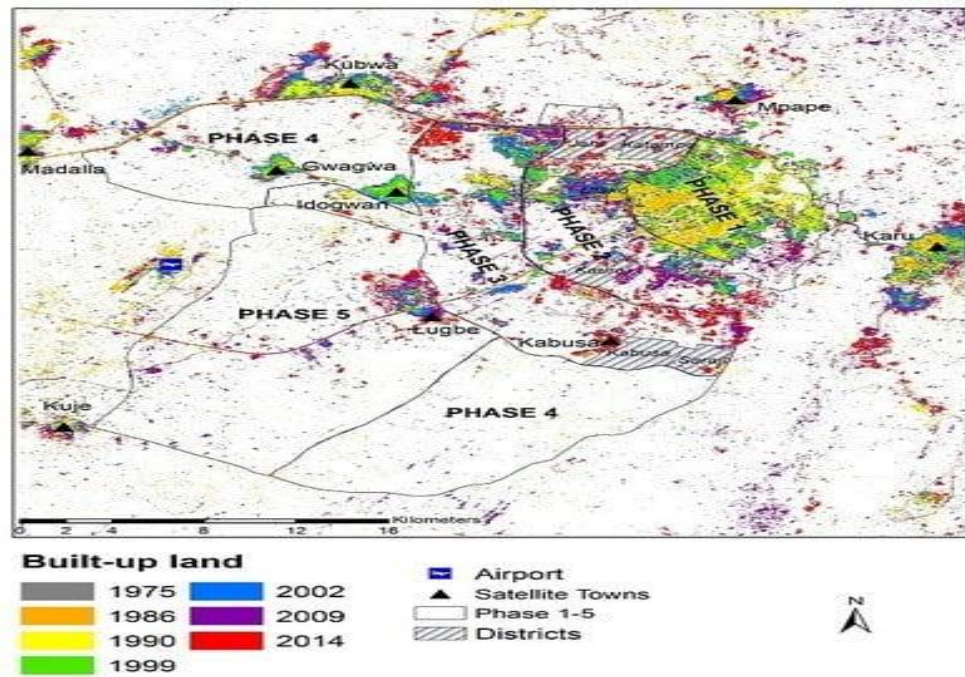 Kubwa
Mpape
PHASE 4
Madalla
Gwagwa
Idogwari
PHASE 1
PHASE 2
PHASE 3
Karu
PHASE 5
Lugbe
Kabusa
Kabusa
PHASE 4
Kuje
Kilometers
0 2 4 8 12 16
Built-up land
1975
1986
1990
1999
2002
2009
2014
Airport
Satellite Towns
Phase 1-5
Districts
N